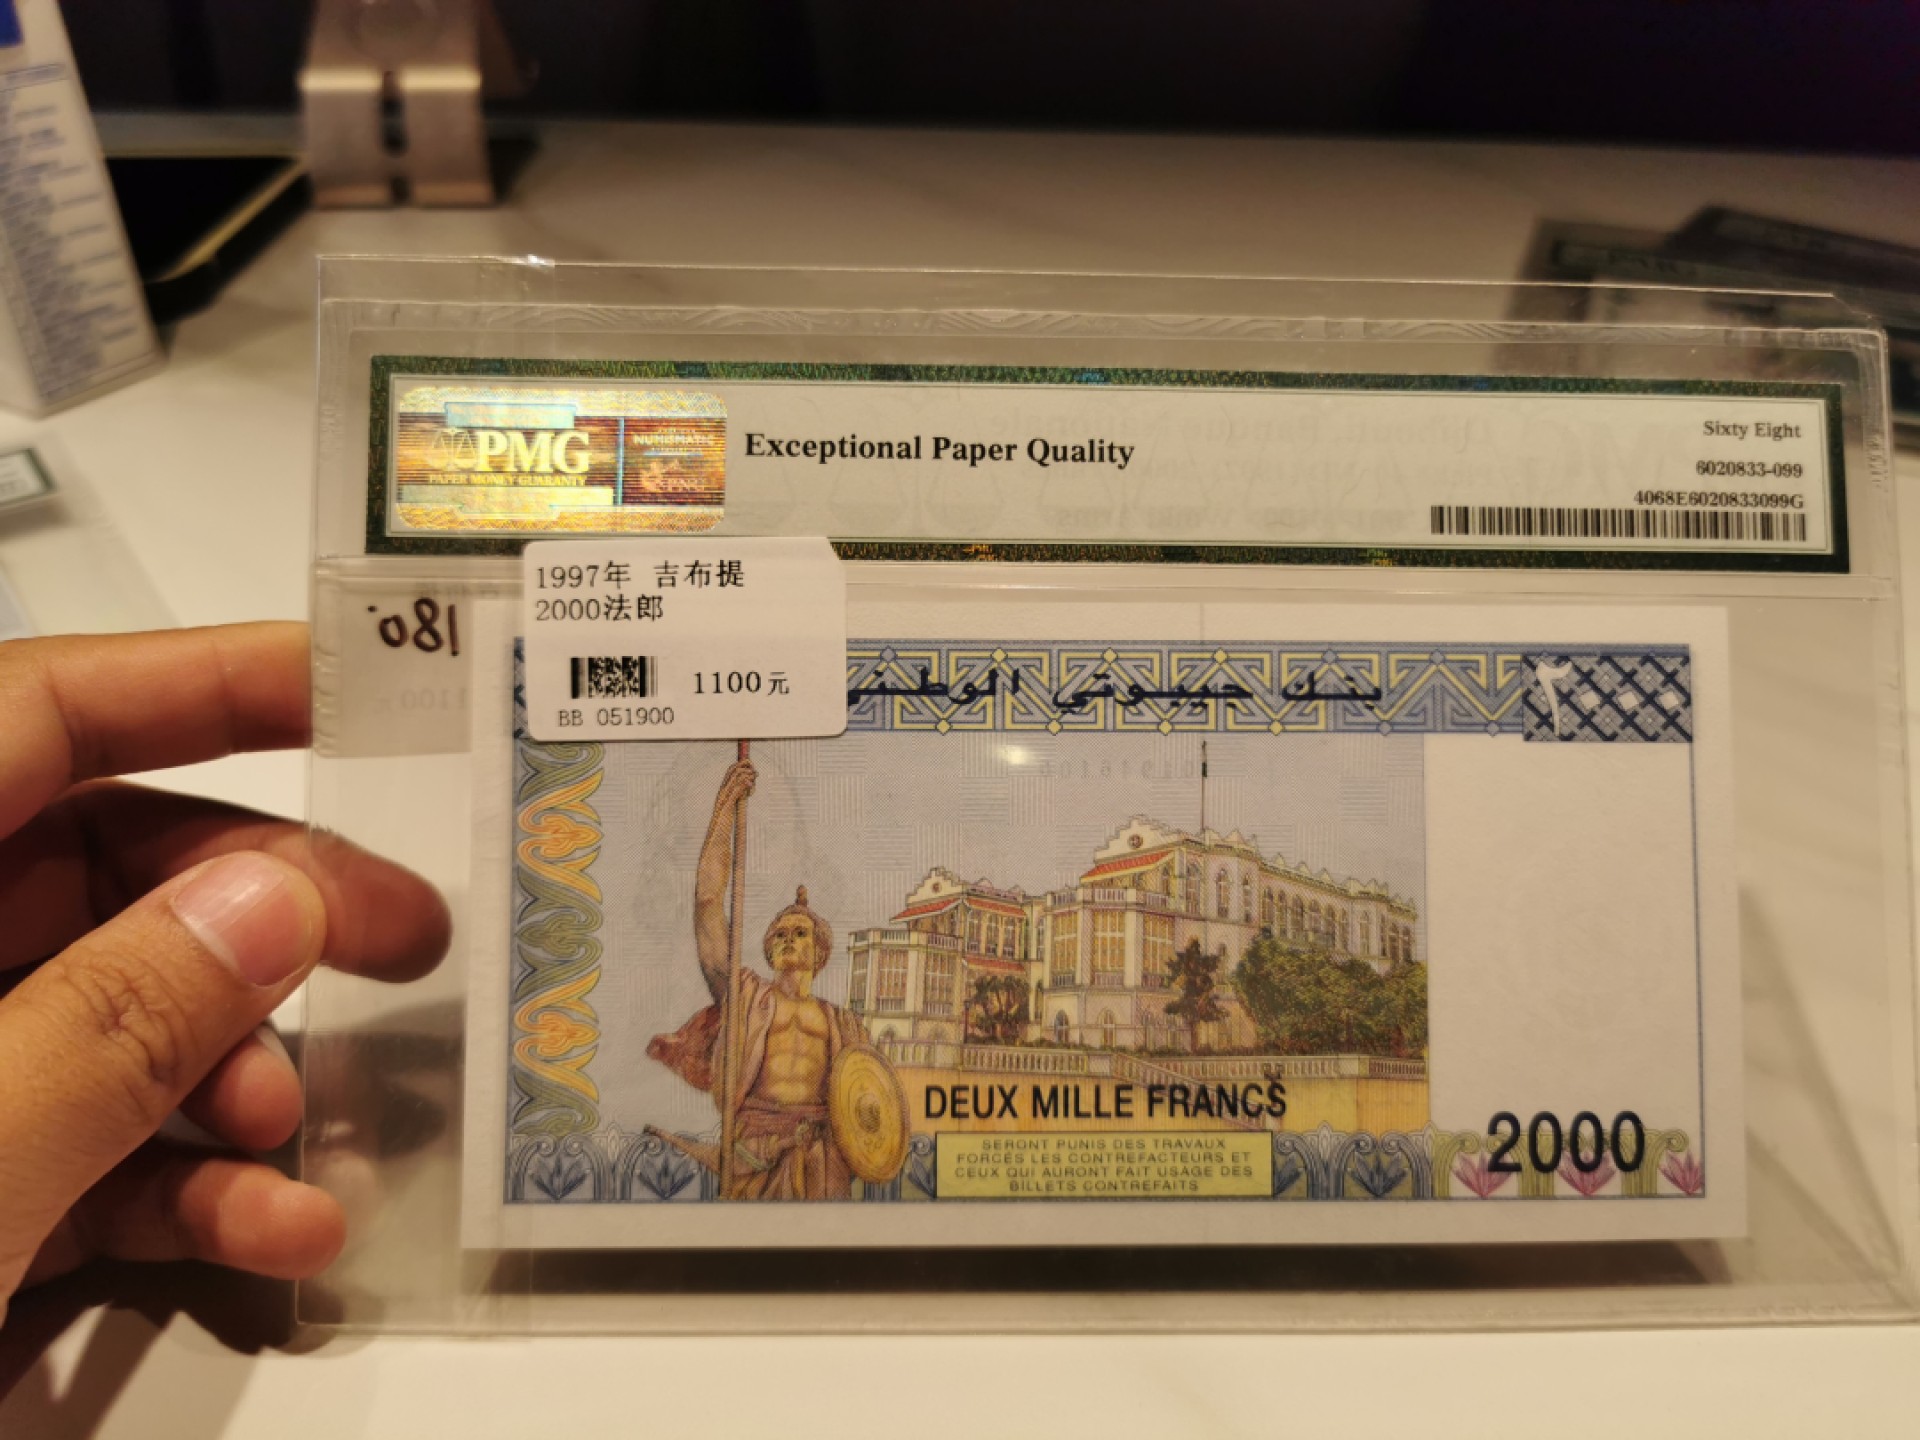 PMG
PAPER MONEY GUARANTY
NUMISMATIC
Exceptional Paper Quality
Sixty Eight
6020833-099
4068E6020833099G
1997年 吉布提
2000法郎
1100元
BB 051900
180.
بنك جيبوتي الوطني
٢٠٠٠
DEUX MILLE FRANCS
SERONT PUNIS DES TRAVAUX
FORCÉS LES CONTREFACTEURS ET
CEUX QUI AURONT FAIT USAGE DES
BILLETS CONTREFAITS
2000